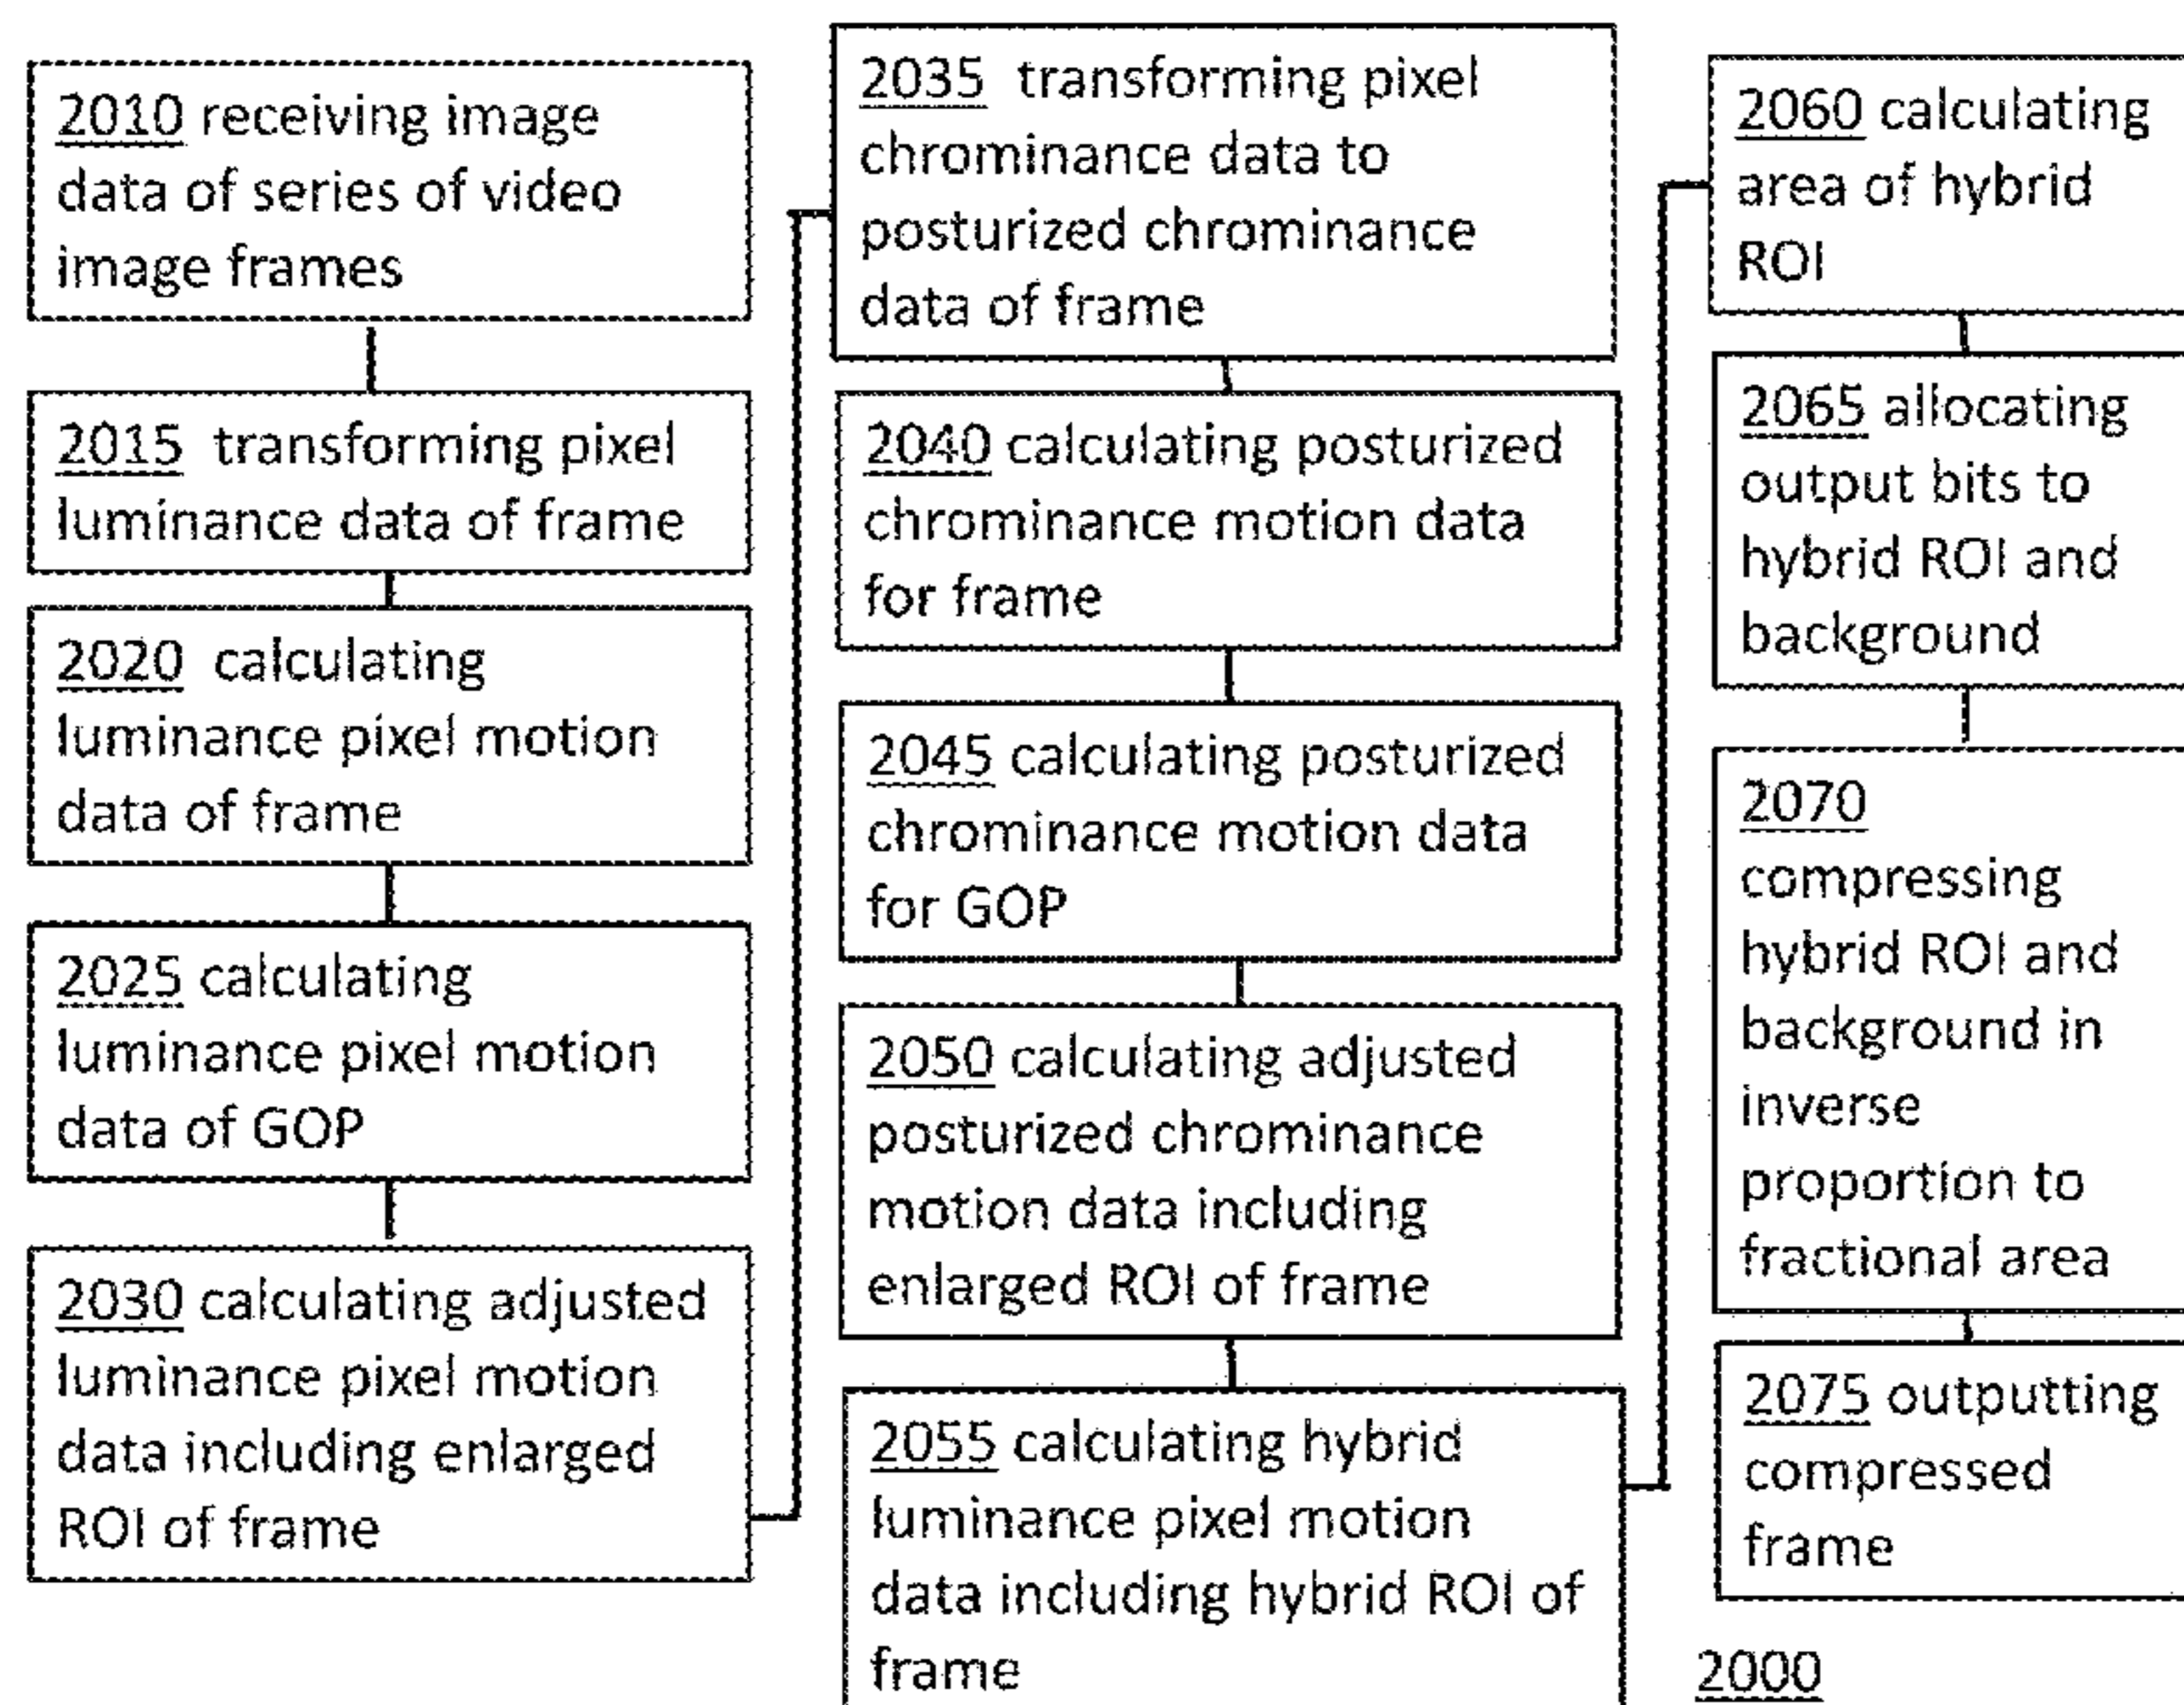 2010 receiving image
data of series of video
image frames
2015 transforming pixel
luminance data of frame
2020 calculating
luminance pixel motion
data of frame
2025 calculating
luminance pixel motion
data of GOP
2030 calculating adjusted
luminance pixel motion
data including enlarged
ROI of frame
2035 transforming pixel
chrominance data to
posturized chrominance
data of frame
2040 calculating posturized
chrominance motion data
for frame
2045 calculating posturized
chrominance motion data
for GOP
2050 calculating adjusted
posturized chrominance
motion data including
enlarged ROI of frame
2055 calculating hybrid
luminance pixel motion
data including hybrid ROI of
frame
2060 calculating
area of hybrid
ROI
2065 allocating
output bits to
hybrid ROI and
background
2070
compressing
hybrid ROI and
background in
inverse
proportion to
fractional area
2075 outputting
compressed
frame
2000